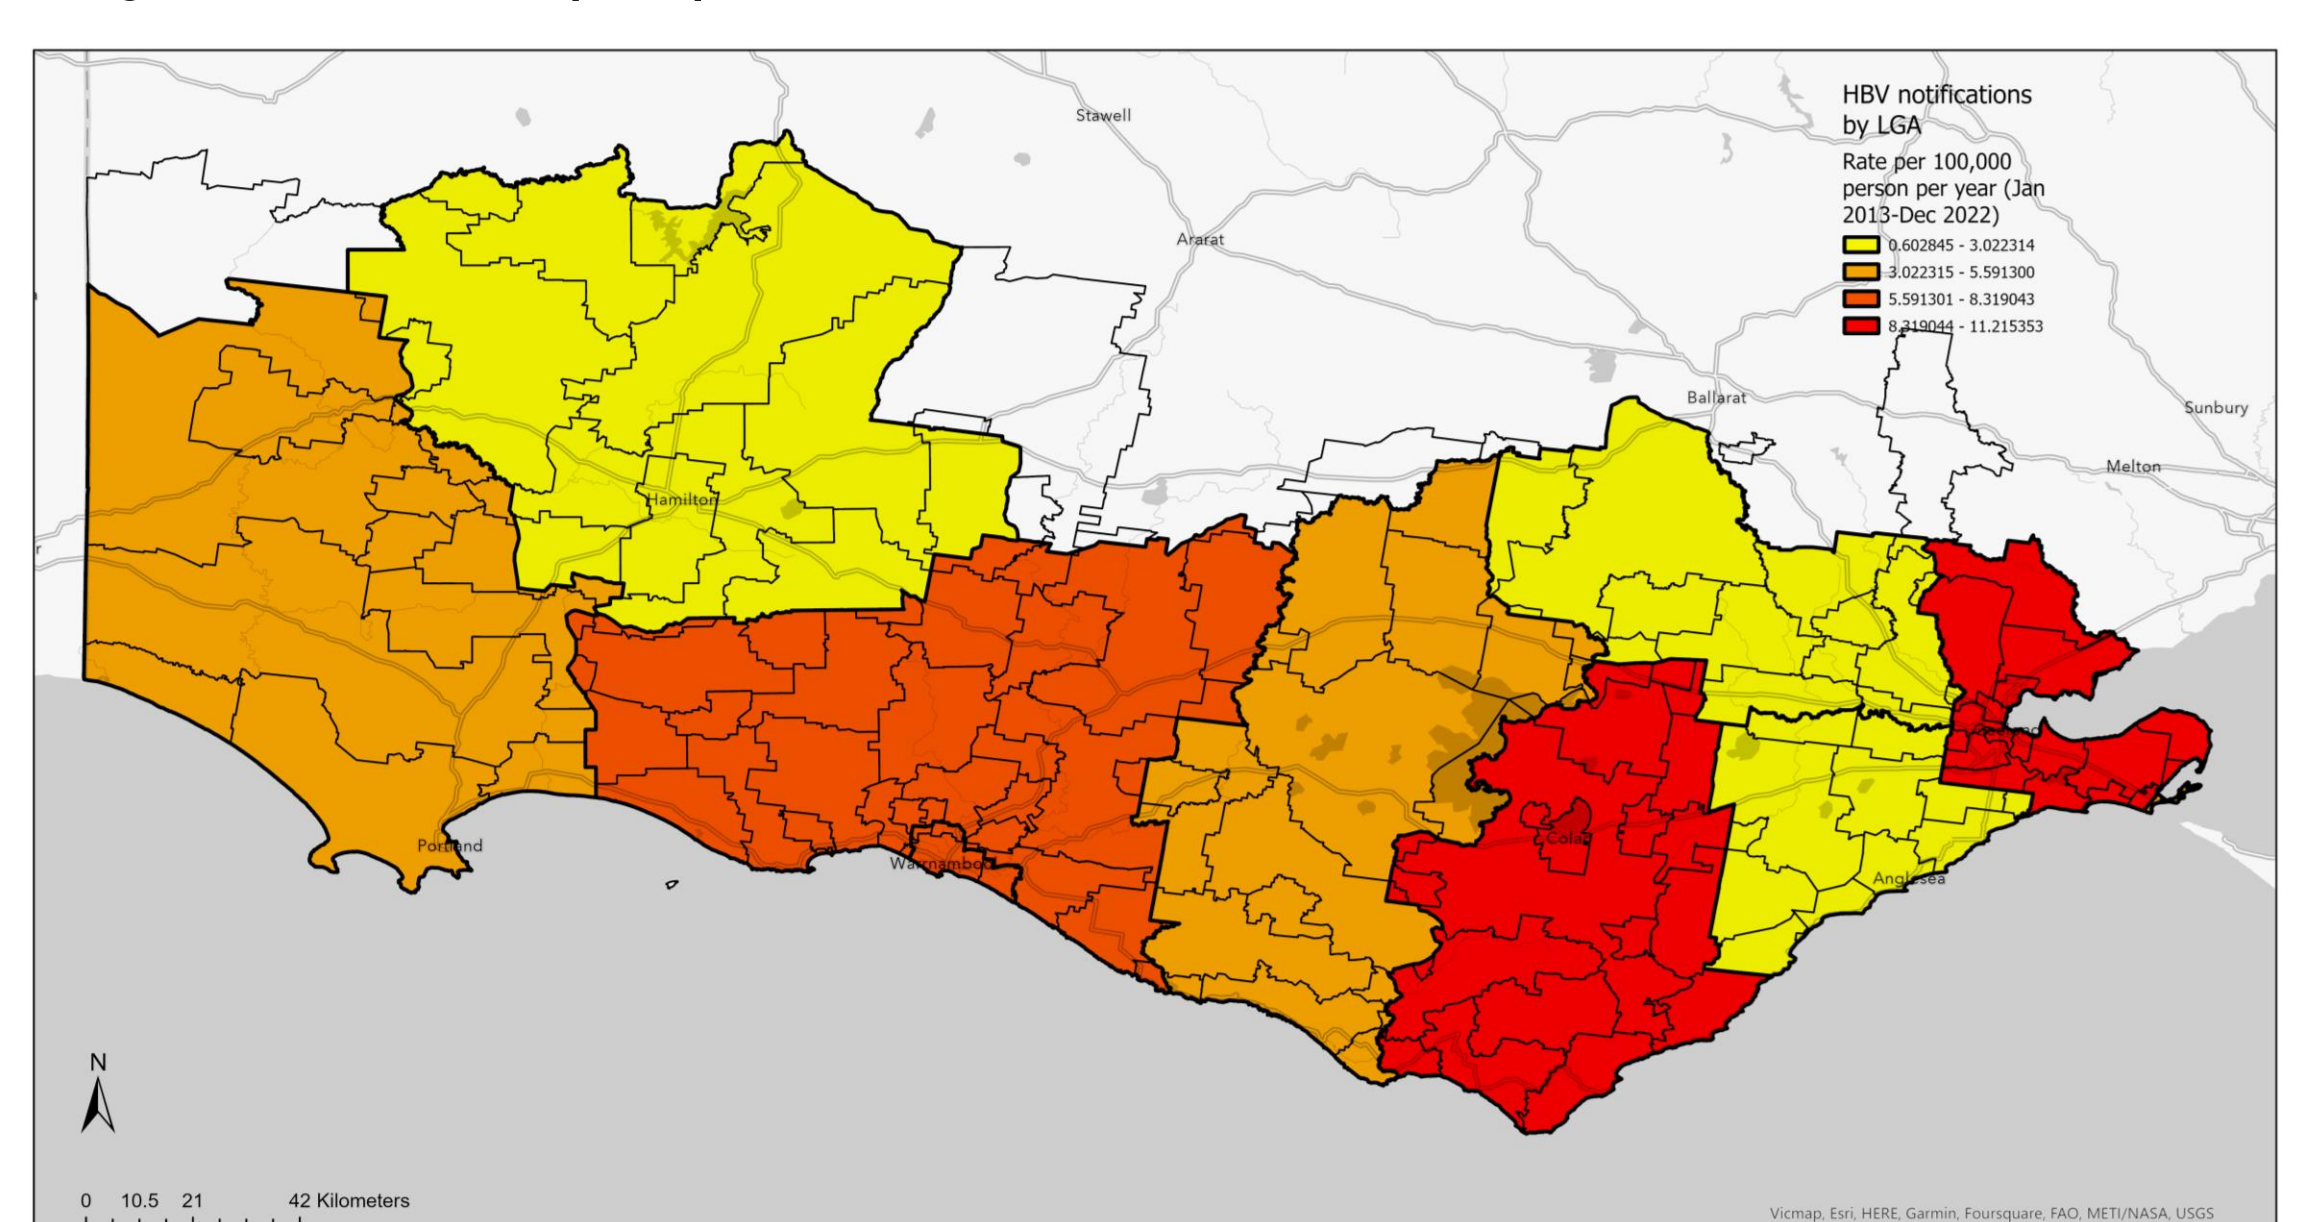 Stawell
HBV notifications
by LGA
Rate per 100,000
person per year (Jan
2013-Dec 2022)
0.602845 - 3.022314
3.022315 - 5.591300
5.591301 - 8.319043
8.319044 - 11.215353
Ararat
Ballarat
Sunbury
Melton
Hamilton
r
Colac
Portland
Warrnambool
Anglesea
N
0 10.5 21 42 Kilometers
Vicmap, Esri, HERE, Garmin, Foursquare, FAO, METI/NASA, USGS